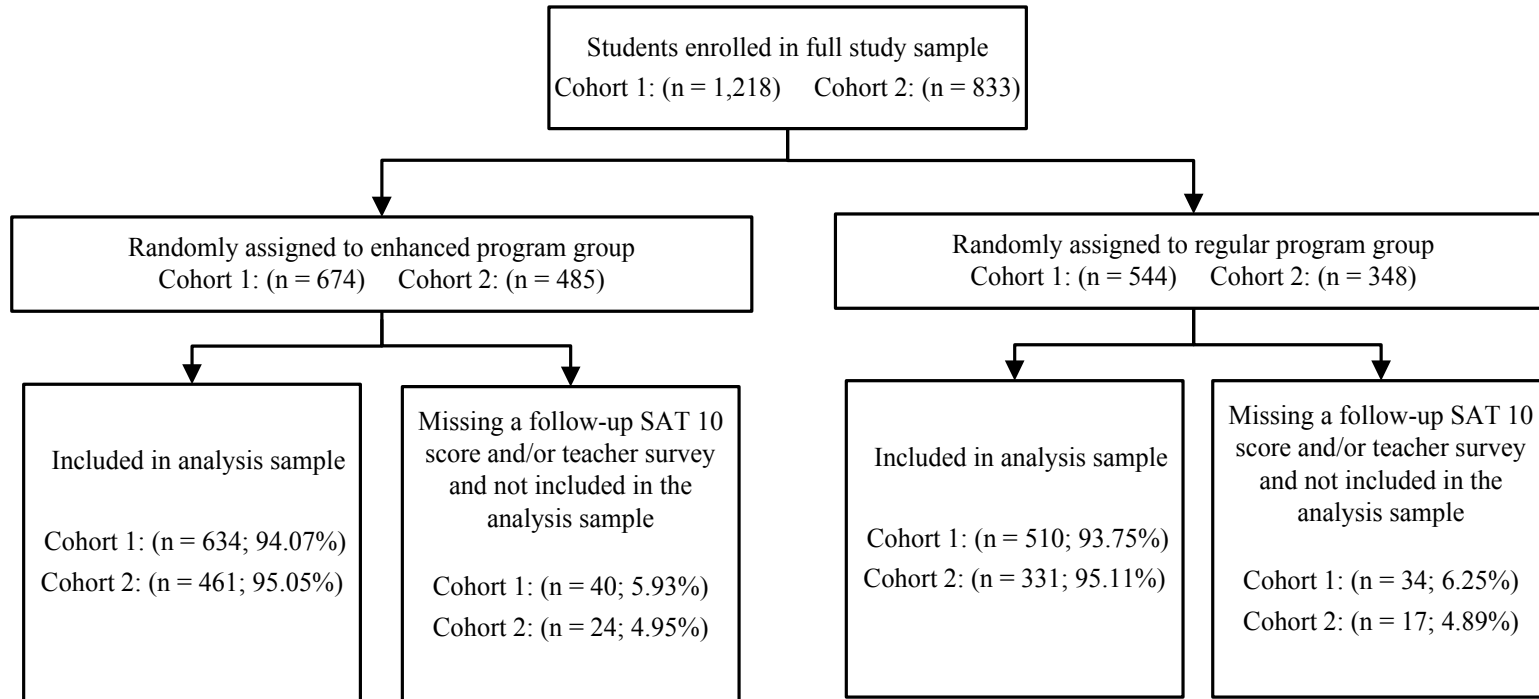 Students enrolled in full study sample
Cohort 1: (n = 1,218) Cohort 2: (n = 833)
Randomly assigned to enhanced program group
Cohort 1: (n = 674) Cohort 2: (n = 485)
Randomly assigned to regular program group
Cohort 1: (n = 544) Cohort 2: (n = 348)
Included in analysis sample
Cohort 1: (n = 634; 94.07%)
Cohort 2: (n = 461; 95.05%)
Missing a follow-up SAT 10
score and/or teacher survey
and not included in the
analysis sample
Cohort 1: (n = 40; 5.93%)
Cohort 2: (n = 24; 4.95%)
Included in analysis sample
Cohort 1: (n = 510; 93.75%)
Cohort 2: (n = 331; 95.11%)
Missing a follow-up SAT 10
score and/or teacher survey
and not included in the
analysis sample
Cohort 1: (n = 34; 6.25%)
Cohort 2: (n = 17; 4.89%)